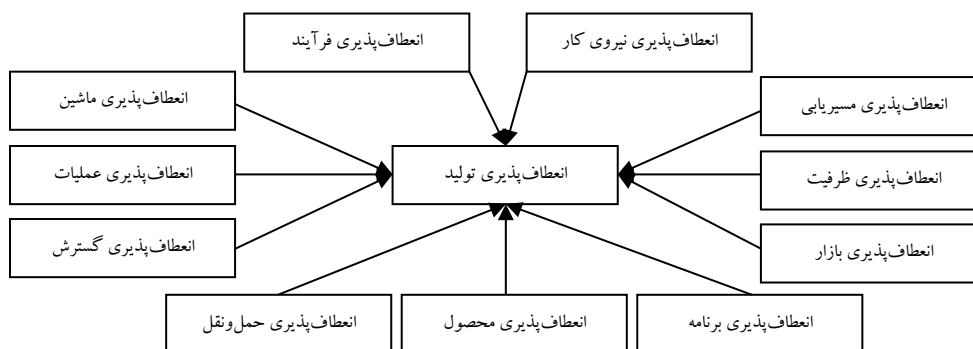 انعطاف‌پذیری نیروی کار
انعطاف‌پذیری فرآیند
انعطاف‌پذیری مسیریابی
انعطاف‌پذیری ماشین
انعطاف‌پذیری ظرفیت
انعطاف‌پذیری تولید
انعطاف‌پذیری عملیات
انعطاف‌پذیری بازار
انعطاف‌پذیری گسترش
انعطاف‌پذیری برنامه
انعطاف‌پذیری محصول
انعطاف‌پذیری حمل‌ونقل